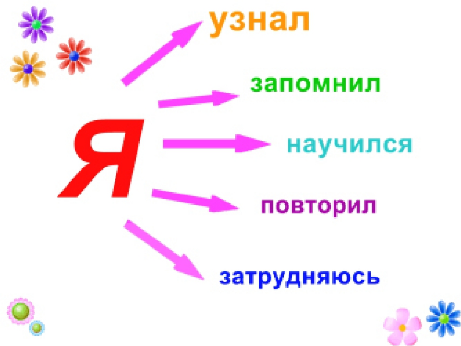 узнал
запомнил
Я
научился
повторил
затрудняюсь